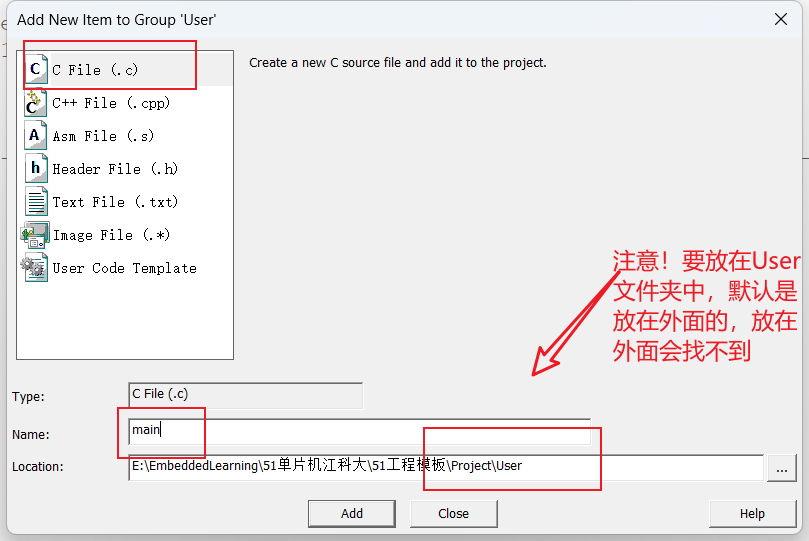 Add New Item to Group 'User'
C File (.c)
Create a new C source file and add it to the project.
C++ File (.cpp)
Asm File (.s)
Header File (.h)
Text File (.txt)
Image File (.*)
User Code Template
注意！要放在User
文件夹中，默认是
放在外面的，放在
外面会找不到
Type:
C File (.c)
Name:
main
Location:
E:\EmbeddedLearning\51单片机江科大\51工程模板\Project\User
...
Add
Close
Help